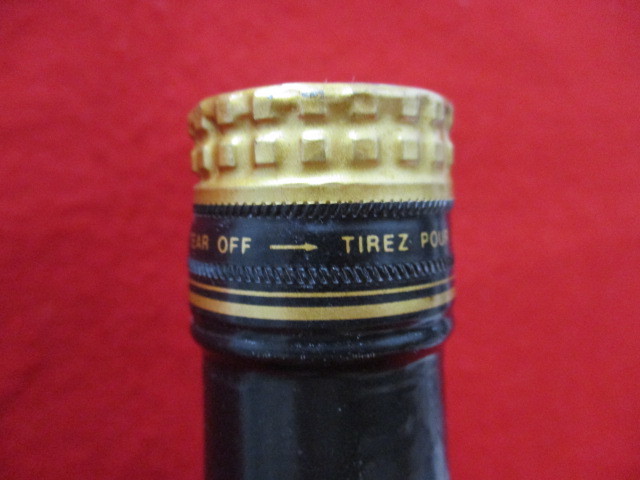 EAR OFF → TIREZ POUR